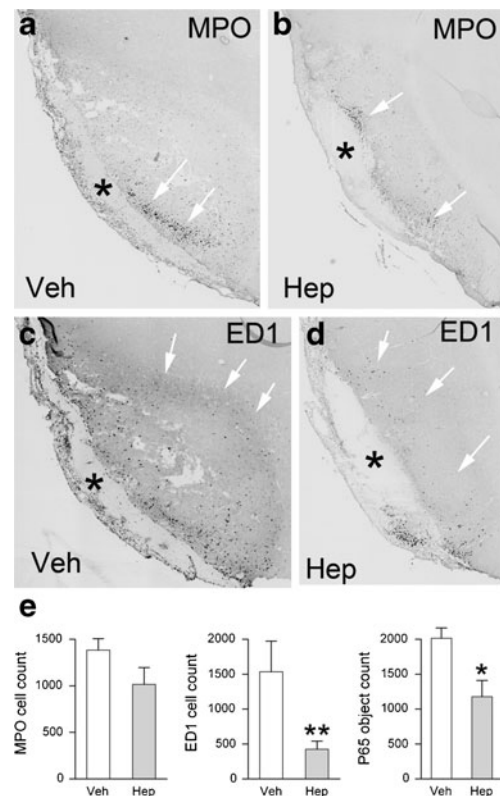 a MPO
b MPO
*
*
Veh
Hep
c ED1
d ED1
*
*
Veh
Hep
e
1500
1000
500
0
MPO cell count
Veh Hep
2000
1500
1000
500
0
ED1 cell count
**
Veh Hep
2000
1500
1000
500
0
P65 object count
*
Veh Hep